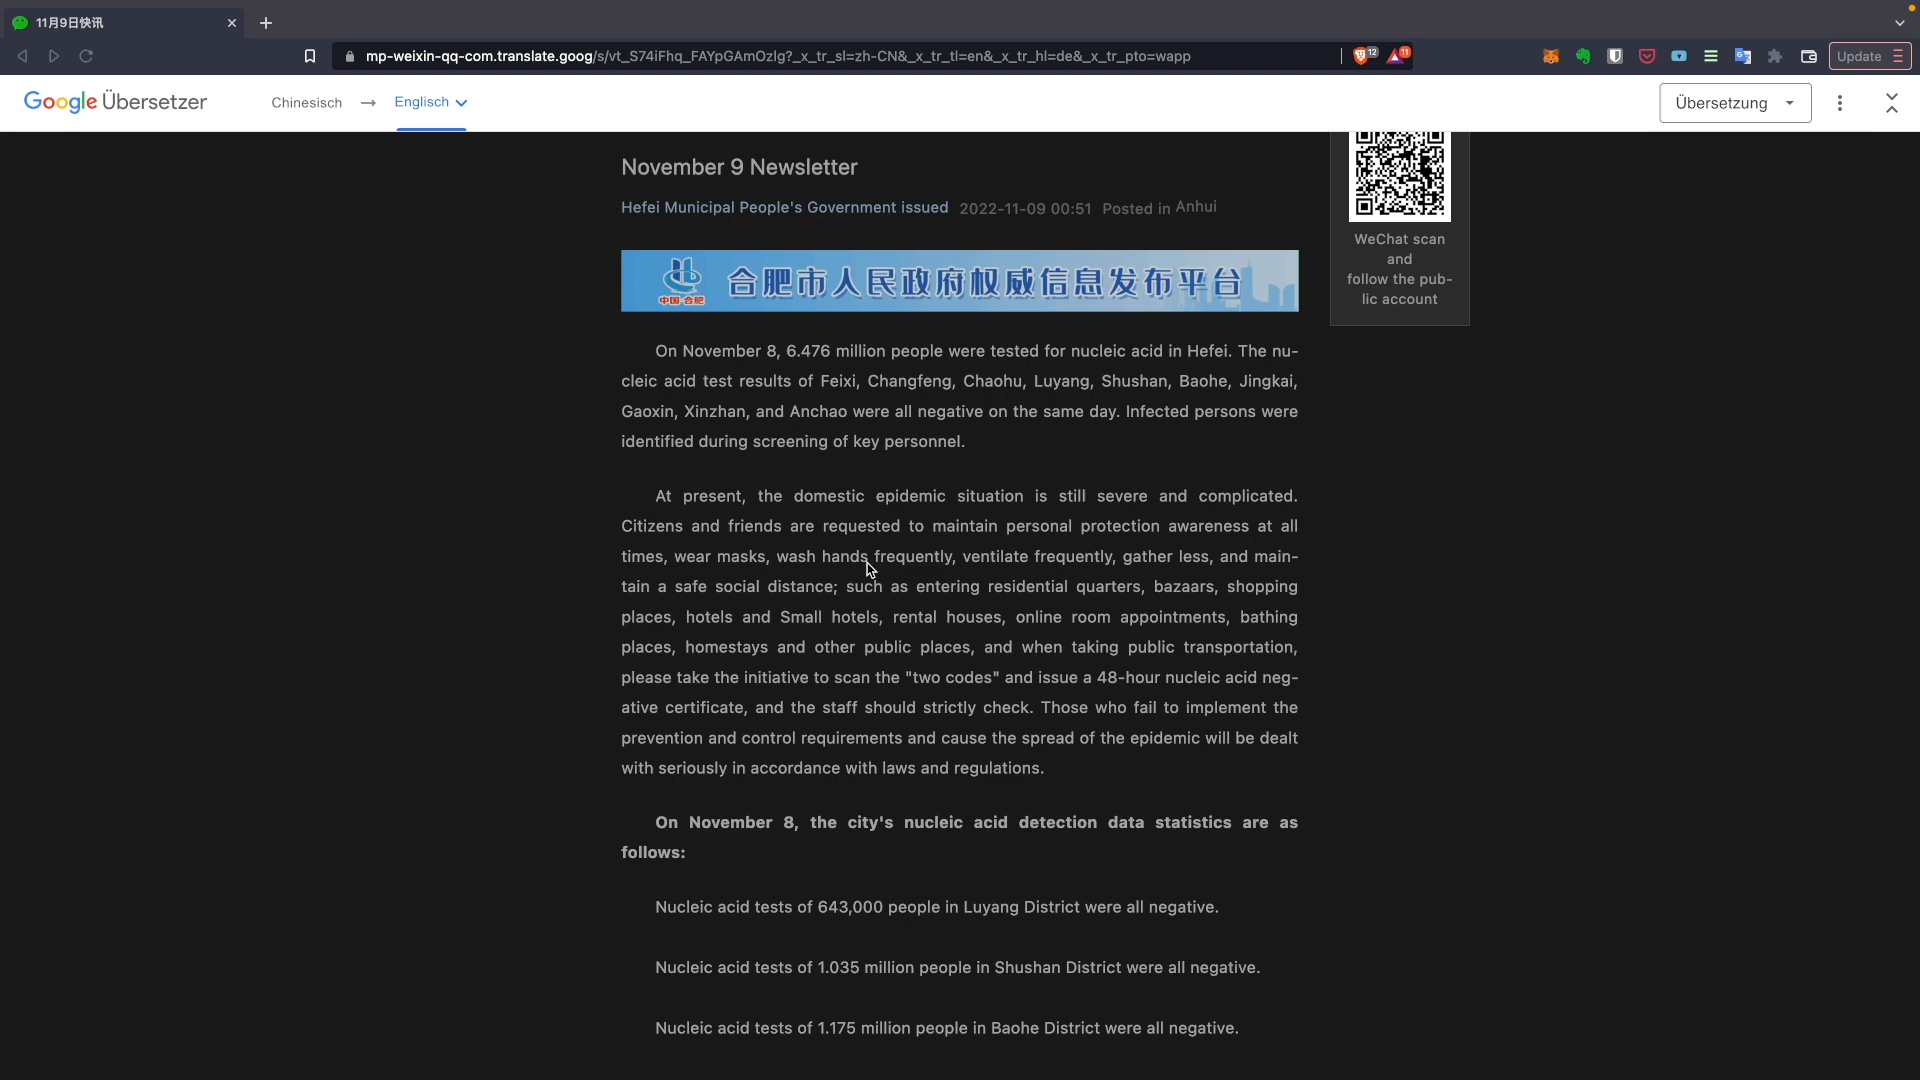 11月9日快讯
mp-weixin-qq-com.translate.goog/s/vt_S74iFhq_FAYpGAmOzlg?_x_tr_sl=zh-CN&_x_tr_tl=en&_x_tr_hl=de&_x_tr_pto=wapp
12
11
Update
Google Übersetzer
Chinesisch → Englisch
Übersetzung
November 9 Newsletter
Hefei Municipal People's Government issued 2022-11-09 00:51 Posted in Anhui
中国·合肥
合肥市人民政府权威信息发布平台
WeChat scan
and
follow the pub-
lic account
On November 8, 6.476 million people were tested for nucleic acid in Hefei. The nu-
cleic acid test results of Feixi, Changfeng, Chaohu, Luyang, Shushan, Baohe, Jingkai,
Gaoxin, Xinzhan, and Anchao were all negative on the same day. Infected persons were
identified during screening of key personnel.
At present, the domestic epidemic situation is still severe and complicated.
Citizens and friends are requested to maintain personal protection awareness at all
times, wear masks, wash hands frequently, ventilate frequently, gather less, and main-
tain a safe social distance; such as entering residential quarters, bazaars, shopping
places, hotels and Small hotels, rental houses, online room appointments, bathing
places, homestays and other public places, and when taking public transportation,
please take the initiative to scan the "two codes" and issue a 48-hour nucleic acid neg-
ative certificate, and the staff should strictly check. Those who fail to implement the
prevention and control requirements and cause the spread of the epidemic will be dealt
with seriously in accordance with laws and regulations.
On November 8, the city's nucleic acid detection data statistics are as
follows:
Nucleic acid tests of 643,000 people in Luyang District were all negative.
Nucleic acid tests of 1.035 million people in Shushan District were all negative.
Nucleic acid tests of 1.175 million people in Baohe District were all negative.